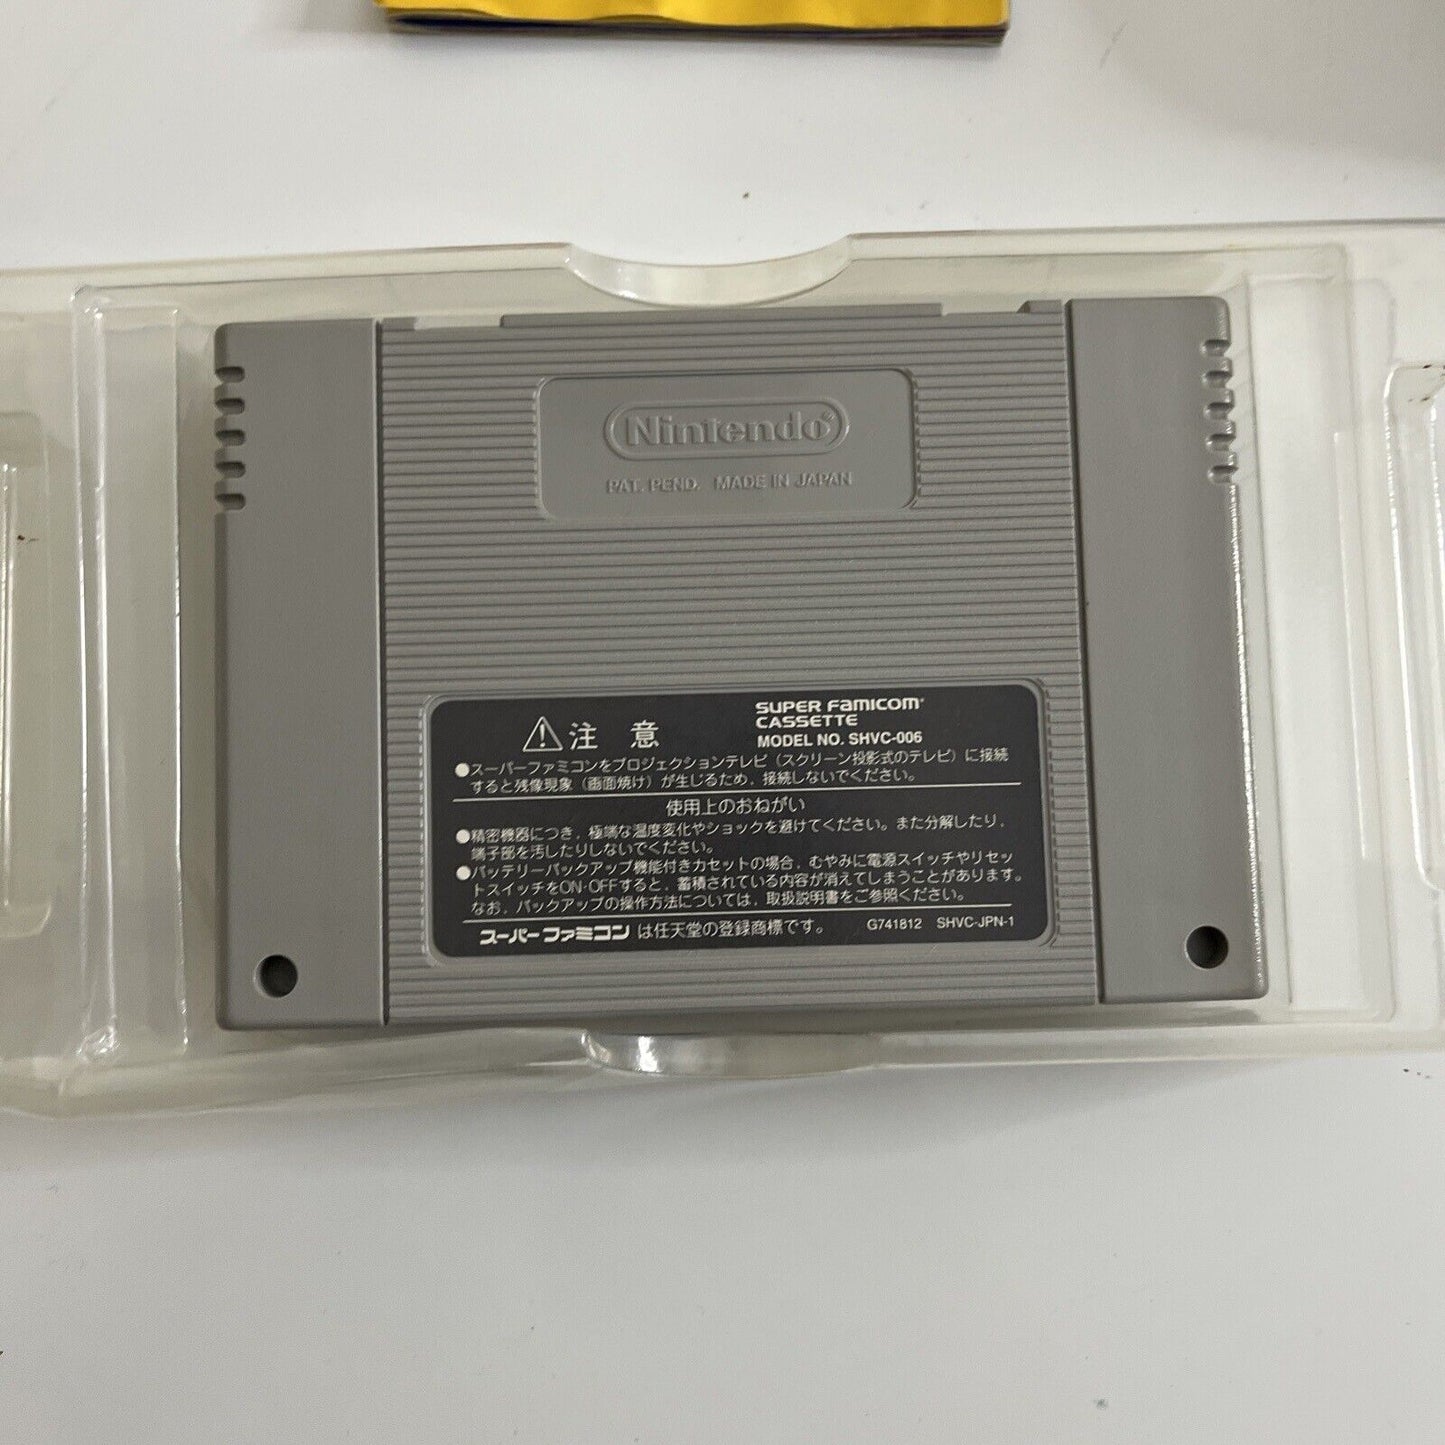 Nintendo®
PAT. PEND. MADE IN JAPAN
⚠注 意
SUPER FAMICOM®
CASSETTE
MODEL NO. SHVC-006
●スーパーファミコンをプロジェクションテレビ（スクリーン投影式のテレビ）に接続
すると残像現象（画面焼け）が生じるため、接続しないでください。
使用上のおねがい
●精密機器につき、極端な温度変化やショックを避けてください。また分解したり、
端子部を汚したりしないでください。
●バッテリーバックアップ機能付きカセットの場合、むやみに電源スイッチやリセッ
トスイッチをON・OFFすると、蓄積されている内容が消えてしまうことがあります。
なお、バックアップの操作方法については、取扱説明書をご参照ください。
スーパーファミコンは任天堂の登録商標です。 G741812 SHVC-JPN-1